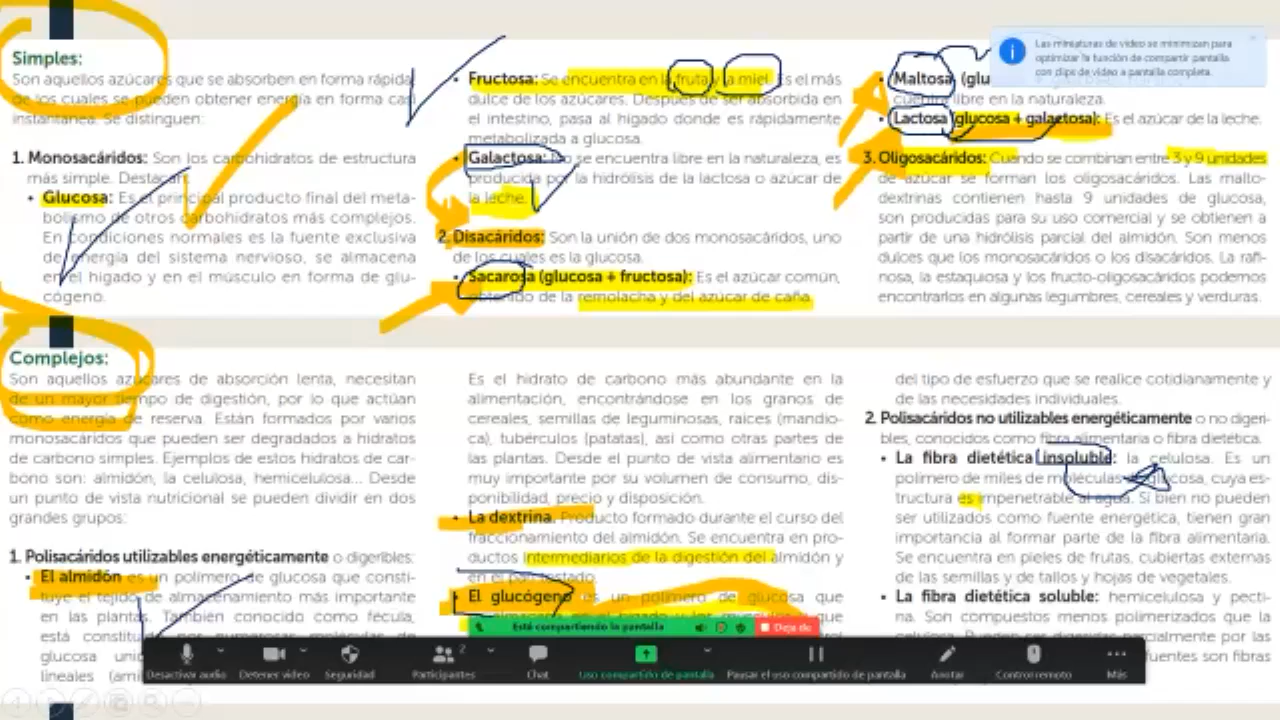 Simples:
Son aquellos azúcares que se absorben en forma rápida
de los cuales se pueden obtener energía en forma casi
instantánea. Se distinguen:
1. Monosacáridos: Son los carbohidratos de estructura
más simple. Destacan:
• Glucosa: Es el principal producto final del meta-
bolismo de otros carbohidratos más complejos.
En condiciones normales es la fuente exclusiva
de energía del sistema nervioso, se almacena
en el hígado y en el músculo en forma de glu-
cógeno.
• Fructosa: Se encuentra en la fruta y la miel. Es el más
dulce de los azúcares. Después de ser absorbida en
el intestino, pasa al hígado donde es rápidamente
metabolizada a glucosa.
• Galactosa: No se encuentra libre en la naturaleza, es
producida por la hidrólisis de la lactosa o azúcar de
la leche.
2. Disacáridos: Son la unión de dos monosacáridos, uno
de los cuales es la glucosa.
• Sacarosa (glucosa + fructosa): Es el azúcar común,
obtenido de la remolacha y del azúcar de caña.
• Maltosa (glu
cuentra libre en la naturaleza.
• Lactosa (glucosa + galactosa): Es el azúcar de la leche.
3. Oligosacáridos: Cuando se combinan entre 3 y 9 unidades
de azúcar se forman los oligosacáridos. Las malto-
dextrinas contienen hasta 9 unidades de glucosa,
son producidas para su uso comercial y se obtienen a
partir de una hidrólisis parcial del almidón. Son menos
dulces que los monosacáridos o los disacáridos. La rafi-
nosa, la estaquiosa y los fructo-oligosacáridos podemos
encontrarlos en algunas legumbres, cereales y verduras.
Las miniaturas de vídeo se minimizan para
optimizar la función de compartir pantalla
con clips de vídeo a pantalla completa.
Complejos:
Son aquellos azúcares de absorción lenta, necesitan
de un mayor tiempo de digestión, por lo que actúan
como energía de reserva. Están formados por varios
monosacáridos que pueden ser degradados a hidratos
de carbono simples. Ejemplos de estos hidratos de car-
bono son: almidón, la celulosa, hemicelulosa... Desde
un punto de vista nutricional se pueden dividir en dos
grandes grupos:
1. Polisacáridos utilizables energéticamente o digeribles:
• El almidón es un polímero de glucosa que consti-
tuye el tejido de almacenamiento más importante
en las plantas. También conocido como fécula,
está constituido por numerosas moléculas de
glucosa
lineales
Es el hidrato de carbono más abundante en la
alimentación, encontrándose en los granos de
cereales, semillas de leguminosas, raíces (mandio-
ca), tubérculos (patatas), así como otras partes de
las plantas. Desde el punto de vista alimentario es
muy importante por su volumen de consumo, dis-
ponibilidad, precio y disposición.
• La dextrina. Producto formado durante el curso del
fraccionamiento del almidón. Se encuentra en pro-
ductos intermediarios de la digestión del almidón y
en el pan tostado.
• El glucógeno es un polímero de glucosa que
del tipo de esfuerzo que se realice cotidianamente y
de las necesidades individuales.
2. Polisacáridos no utilizables energéticamente o no digeri-
bles, conocidos como fibra alimentaria o fibra dietética.
• La fibra dietética insoluble: la celulosa. Es un
polímero de miles de moléculas glucosa, cuya es-
tructura es impenetrable al agua. Si bien no pueden
ser utilizados como fuente energética, tienen gran
importancia al formar parte de la fibra alimentaria.
Se encuentra en pieles de frutas, cubiertas externas
de las semillas y de tallos y hojas de vegetales.
• La fibra dietética soluble: hemicelulosa y pecti-
na. Son compuestos menos polimerizados que la
celulosa. Pueden ser digeridas parcialmente por las
fuentes son fibras
Está compartiendo la pantalla
Deja de
Desactivar audio
Detener video
Seguridad
2
Participantes
Chat
Uso compartido de pantalla
Pausar el uso compartido de pantalla
Anotar
Control remoto
Más